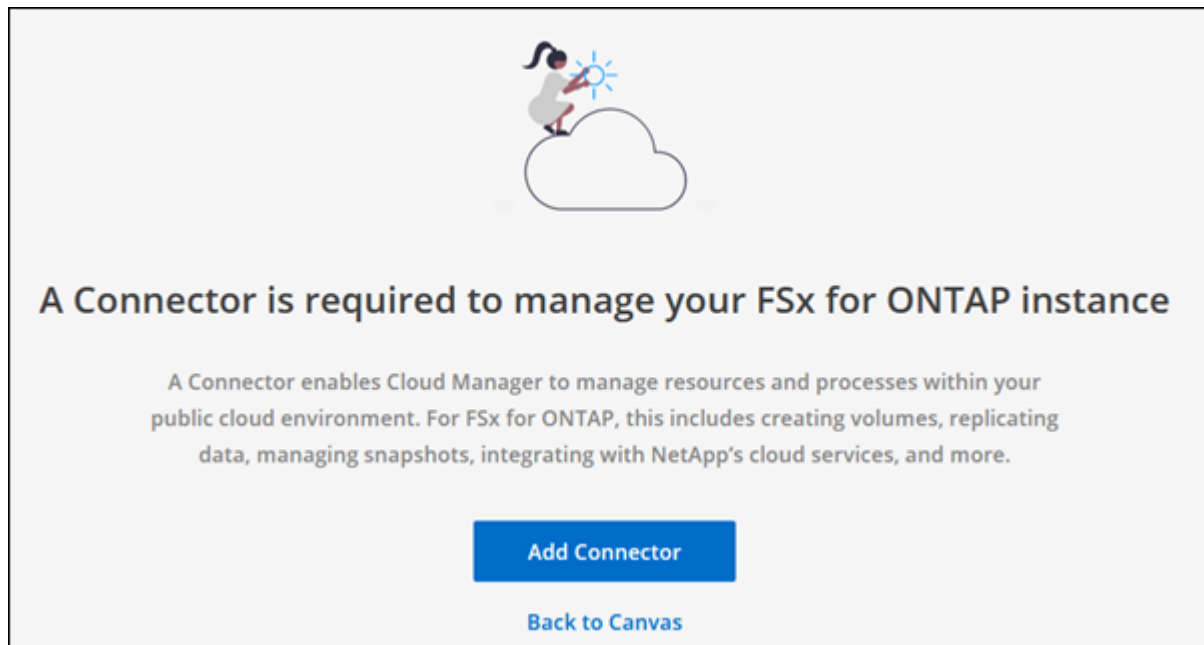 A Connector is required to manage your FSx for ONTAP instance
A Connector enables Cloud Manager to manage resources and processes within your
public cloud environment. For FSx for ONTAP, this includes creating volumes, replicating
data, managing snapshots, integrating with NetApp’s cloud services, and more.
Add Connector
Back to Canvas